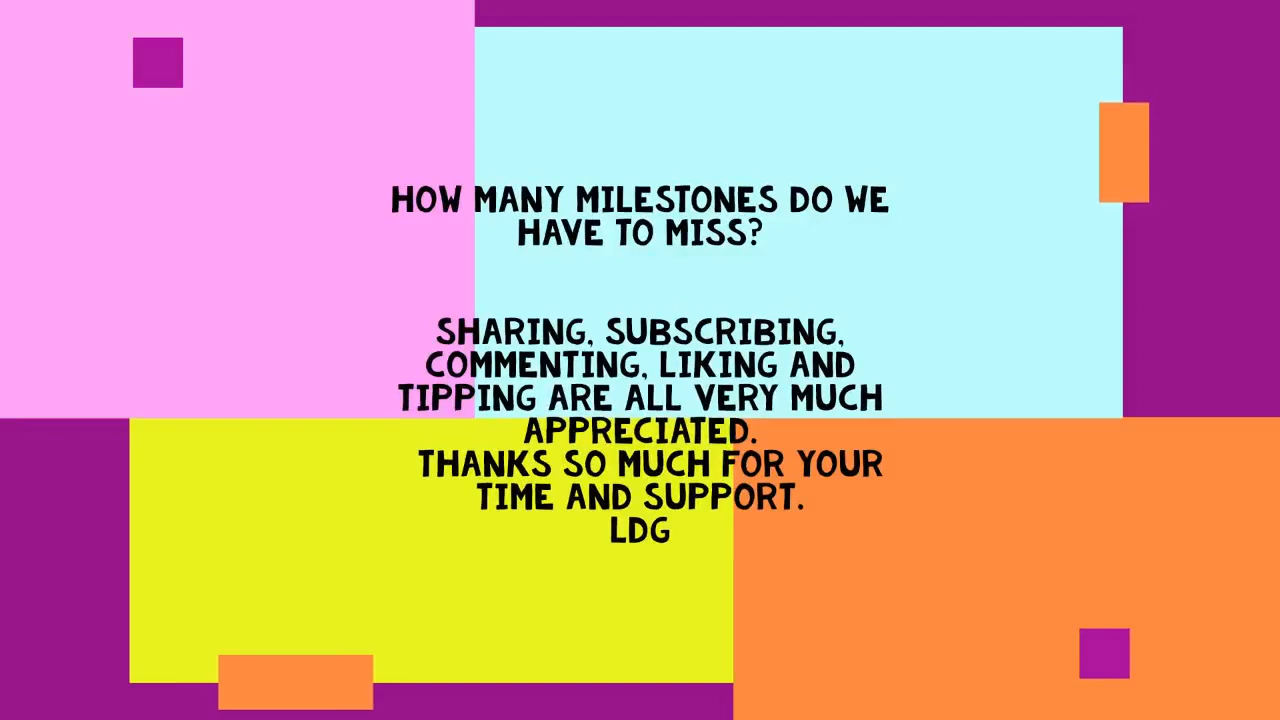 HOW MANY MILESTONES DO WE
HAVE TO MISS?
SHARING, SUBSCRIBING,
COMMENTING, LIKING AND
TIPPING ARE ALL VERY MUCH
APPRECIATED.
THANKS SO MUCH FOR YOUR
TIME AND SUPPORT.
LDG